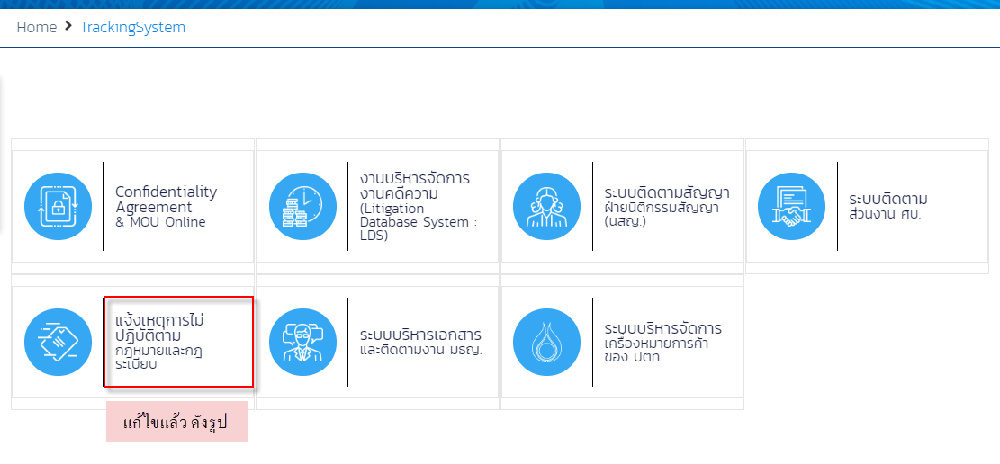 Home > TrackingSystem
Confidentiality
Agreement
& MOU Online
งานบริหารจัดการ
งานคดีความ
(Litigation
Database System :
LDS)
ระบบติดตามสัญญา
ฝ่ายนิติกรรมสัญญา
(นสญ.)
ระบบติดตาม
ส่วนงาน ศบ.
แจ้งเหตุการไม่
ปฏิบัติตาม
กฎหมายและกฎ
ระเบียบ
ระบบบริหารเอกสาร
และติดตามงาน มธญ.
ระบบบริหารจัดการ
เครื่องหมายการค้า
ของ ปตท.
แก้ไขแล้ว ดังรูป